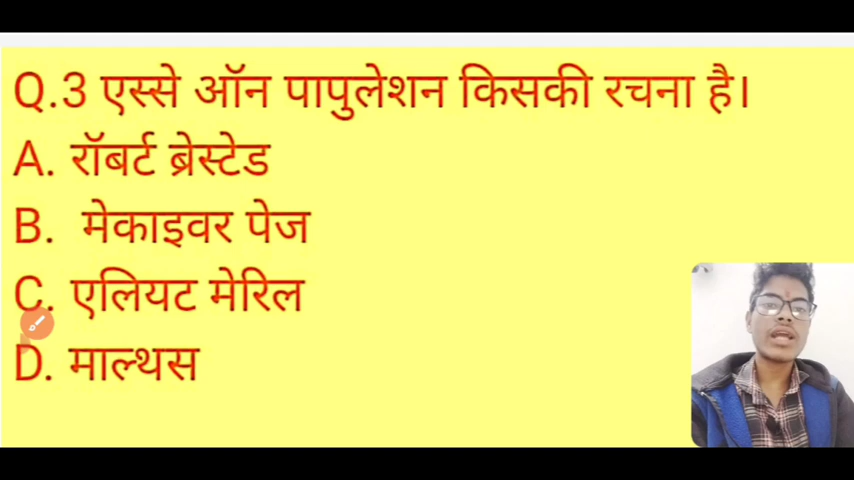 Q.3 एस्से ऑन पापुलेशन किसकी रचना है।
A. रॉबर्ट ब्रेस्टेड
B. मेकाइवर पेज
C. एलियट मेरिल
D. माल्थस